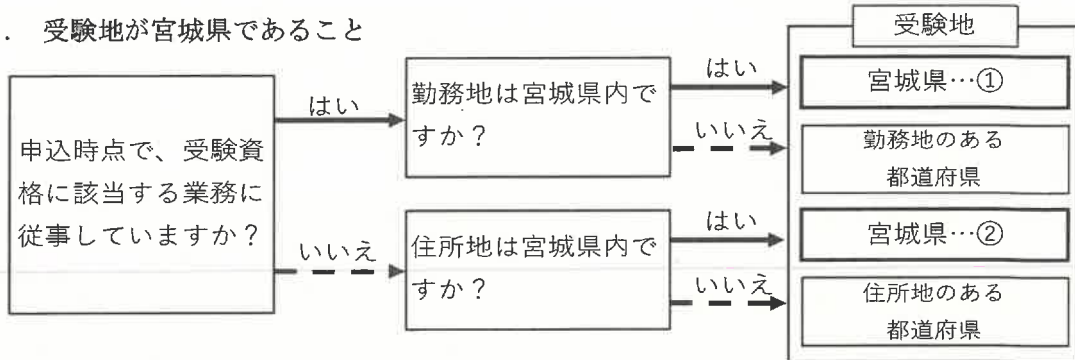 ． 受験地が宮城県であること
受験地
申込時点で、受験資
格に該当する業務に
従事していますか？
はい
いいえ
勤務地は宮城県内で
すか？
はい
いいえ
宮城県…①
勤務地のある
都道府県
住所地は宮城県内で
すか？
はい
いいえ
宮城県…②
住所地のある
都道府県